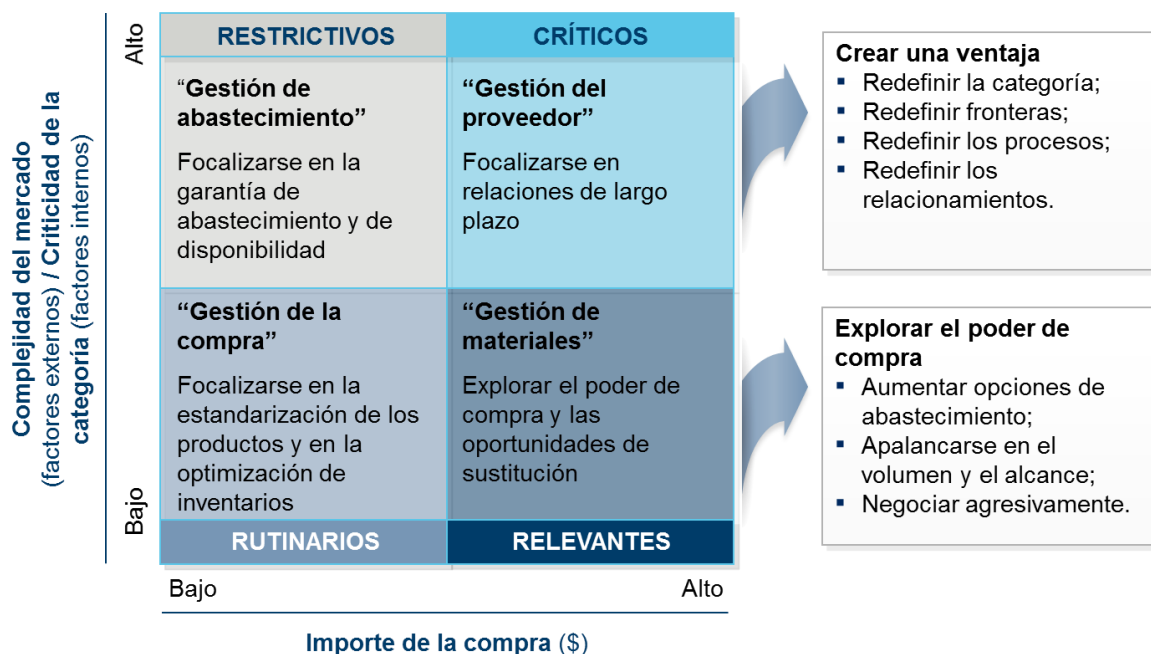 Complejidad del mercado
(factores externos) / Criticidad de la
categoría (factores internos)
Alto
Bajo
RESTRICTIVOS
“Gestión de
abastecimiento”
Focalizarse en la
garantía de
abastecimiento y de
disponibilidad
CRÍTICOS
“Gestión del
proveedor”
Focalizarse en
relaciones de largo
plazo
“Gestión de la
compra”
Focalizarse en la
estandarización de los
productos y en la
optimización de
inventarios
RUTINARIOS
“Gestión de
materiales”
Explorar el poder de
compra y las
oportunidades de
sustitución
RELEVANTES
Bajo
Alto
Importe de la compra ($)
Crear una ventaja
▪ Redefinir la categoría;
▪ Redefinir fronteras;
▪ Redefinir los procesos;
▪ Redefinir los
relacionamientos.
Explorar el poder de
compra
▪ Aumentar opciones de
abastecimiento;
▪ Apalancarse en el
volumen y el alcance;
▪ Negociar agresivamente.